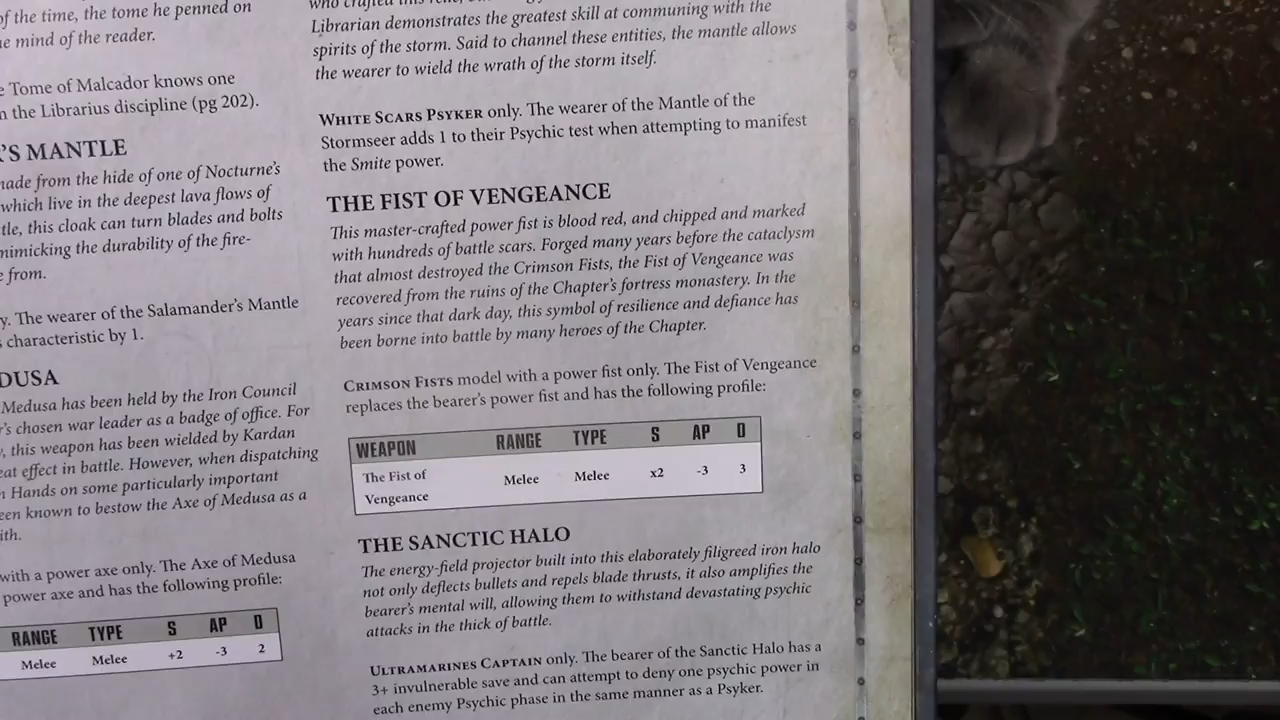 of the time, the tome he penned on
mind of the reader.
Tome of Malcador knows one
the Librarius discipline (pg 202).
'S MANTLE
made from the hide of one of Nocturne's
which live in the deepest lava flows of
this cloak can turn blades and bolts
mimicking the durability of the fire-
from.
The wearer of the Salamander's Mantle
characteristic by 1.
Medusa has been held by the Iron Council
chosen war leader as a badge of office. For
this weapon has been wielded by Kardan
effect in battle. However, when dispatching
Hands on some particularly important
known to bestow the Axe of Medusa as a
with a power axe only. The Axe of Medusa
power axe and has the following profile:
RANGE TYPE S AP D
Melee Melee +2 -3 2
who crafted this
Librarian demonstrates the greatest skill at communing with the
spirits of the storm. Said to channel these entities, the mantle allows
the wearer to wield the wrath of the storm itself.
WHITE SCARS PSYKER only. The wearer of the Mantle of the
Stormseer adds 1 to their Psychic test when attempting to manifest
the Smite power.
THE FIST OF VENGEANCE
This master-crafted power fist is blood red, and chipped and marked
with hundreds of battle scars. Forged many years before the cataclysm
that almost destroyed the Crimson Fists, the Fist of Vengeance was
recovered from the ruins of the Chapter's fortress monastery. In the
years since that dark day, this symbol of resilience and defiance has
been borne into battle by many heroes of the Chapter.
CRIMSON FISTS model with a power fist only. The Fist of Vengeance
replaces the bearer's power fist and has the following profile:
WEAPON RANGE TYPE S AP D
The Fist of
Vengeance Melee Melee x2 -3 3
THE SANCTIC HALO
The energy-field projector built into this elaborately filigreed iron halo
not only deflects bullets and repels blade thrusts, it also amplifies the
bearer's mental will, allowing them to withstand devastating psychic
attacks in the thick of battle.
ULTRAMARINES CAPTAIN only. The bearer of the Sanctic Halo has a
3+ invulnerable save and can attempt to deny one psychic power in
each enemy Psychic phase in the same manner as a Psyker.